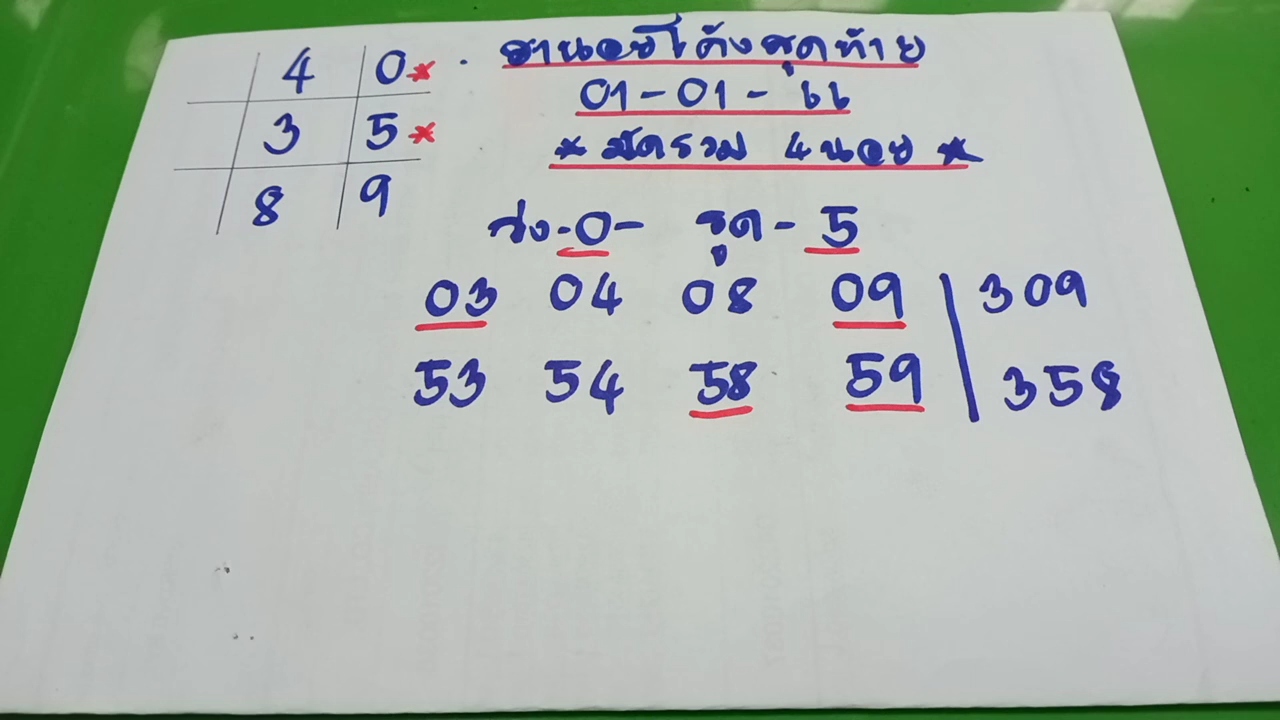 4 0*
3 5*
8 9
ฮานอยโค้งสุดท้าย
01-01-66
* มัดรวม 4นอย *
วิ่ง-0- รูด-5
03 04 08 09 309
53 54 58 59 358